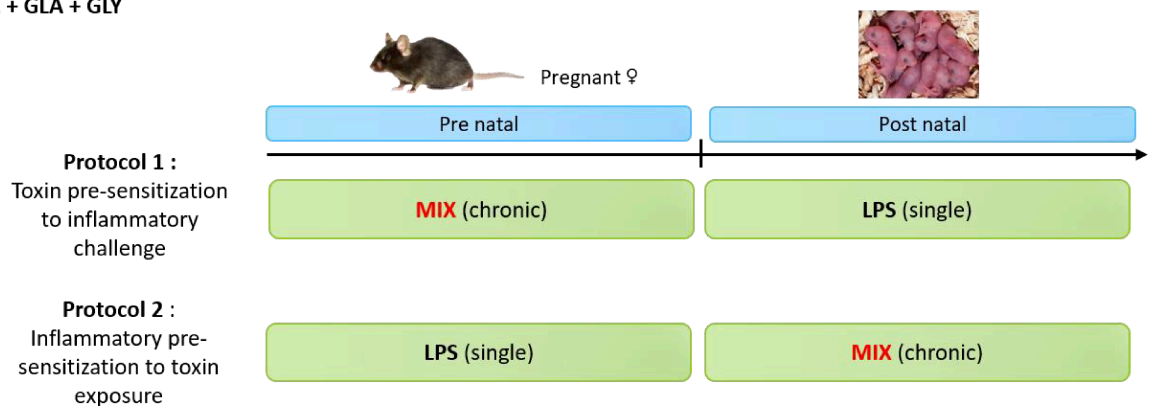 + GLA + GLY
Pregnant ♀
Pre natal
Post natal
Protocol 1 :
Toxin pre-sensitization
to inflammatory
challenge
MIX (chronic)
LPS (single)
Protocol 2 :
Inflammatory pre-
sensitization to toxin
exposure
LPS (single)
MIX (chronic)